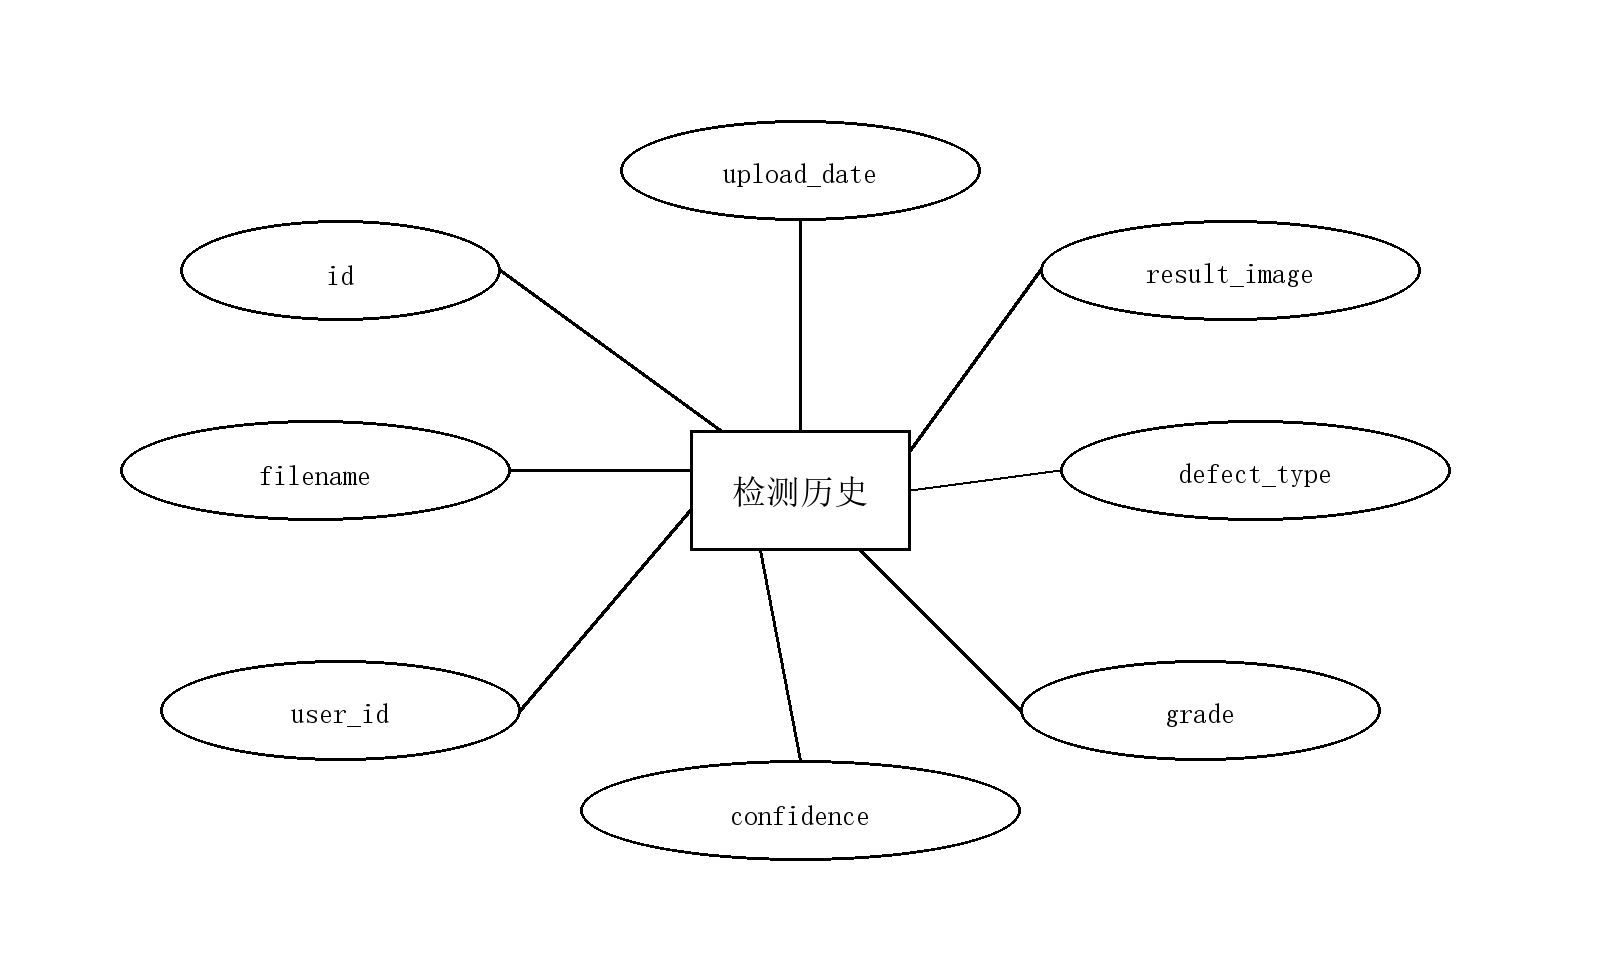 upload_date
id
result_image
filename
检测历史
defect_type
user_id
grade
confidence